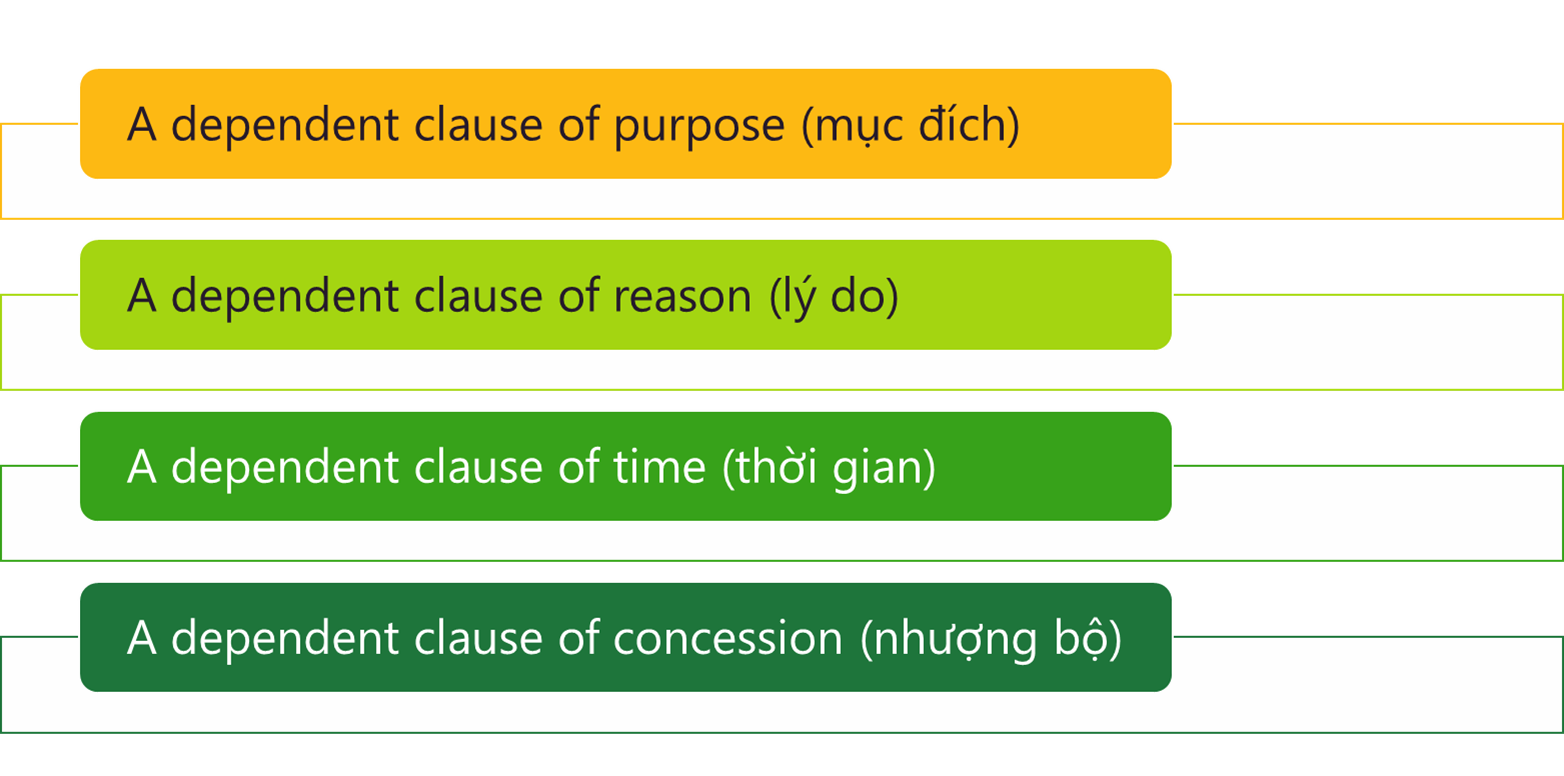 A dependent clause of purpose (mục đích)
A dependent clause of reason (lý do)
A dependent clause of time (thời gian)
A dependent clause of concession (nhượng bộ)